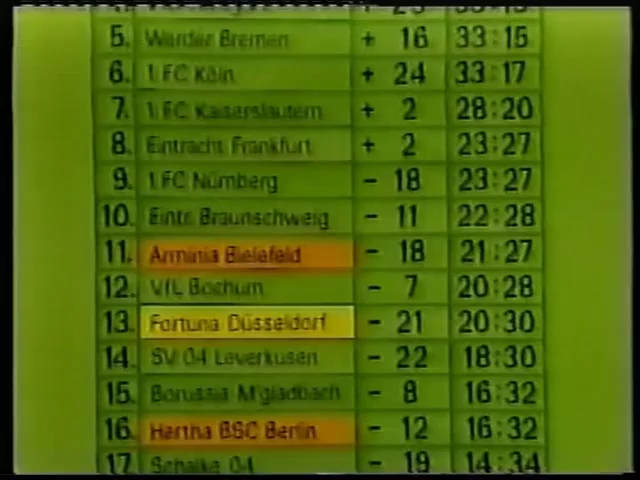 5. Werder Bremen + 16 33:15
6. 1. FC Köln + 24 33:17
7. 1. FC Kaiserslautern + 2 28:20
8. Eintracht Frankfurt + 2 23:27
9. 1. FC Nürnberg - 18 23:27
10. Eintr. Braunschweig - 11 22:28
11. Arminia Bielefeld - 18 21:27
12. VfL Bochum - 7 20:28
13. Fortuna Düsseldorf - 21 20:30
14. SV 04 Leverkusen - 22 18:30
15. Borussia M'gladbach - 8 16:32
16. Hertha BSC Berlin - 12 16:32
17. Schalke 04 - 19 14:34